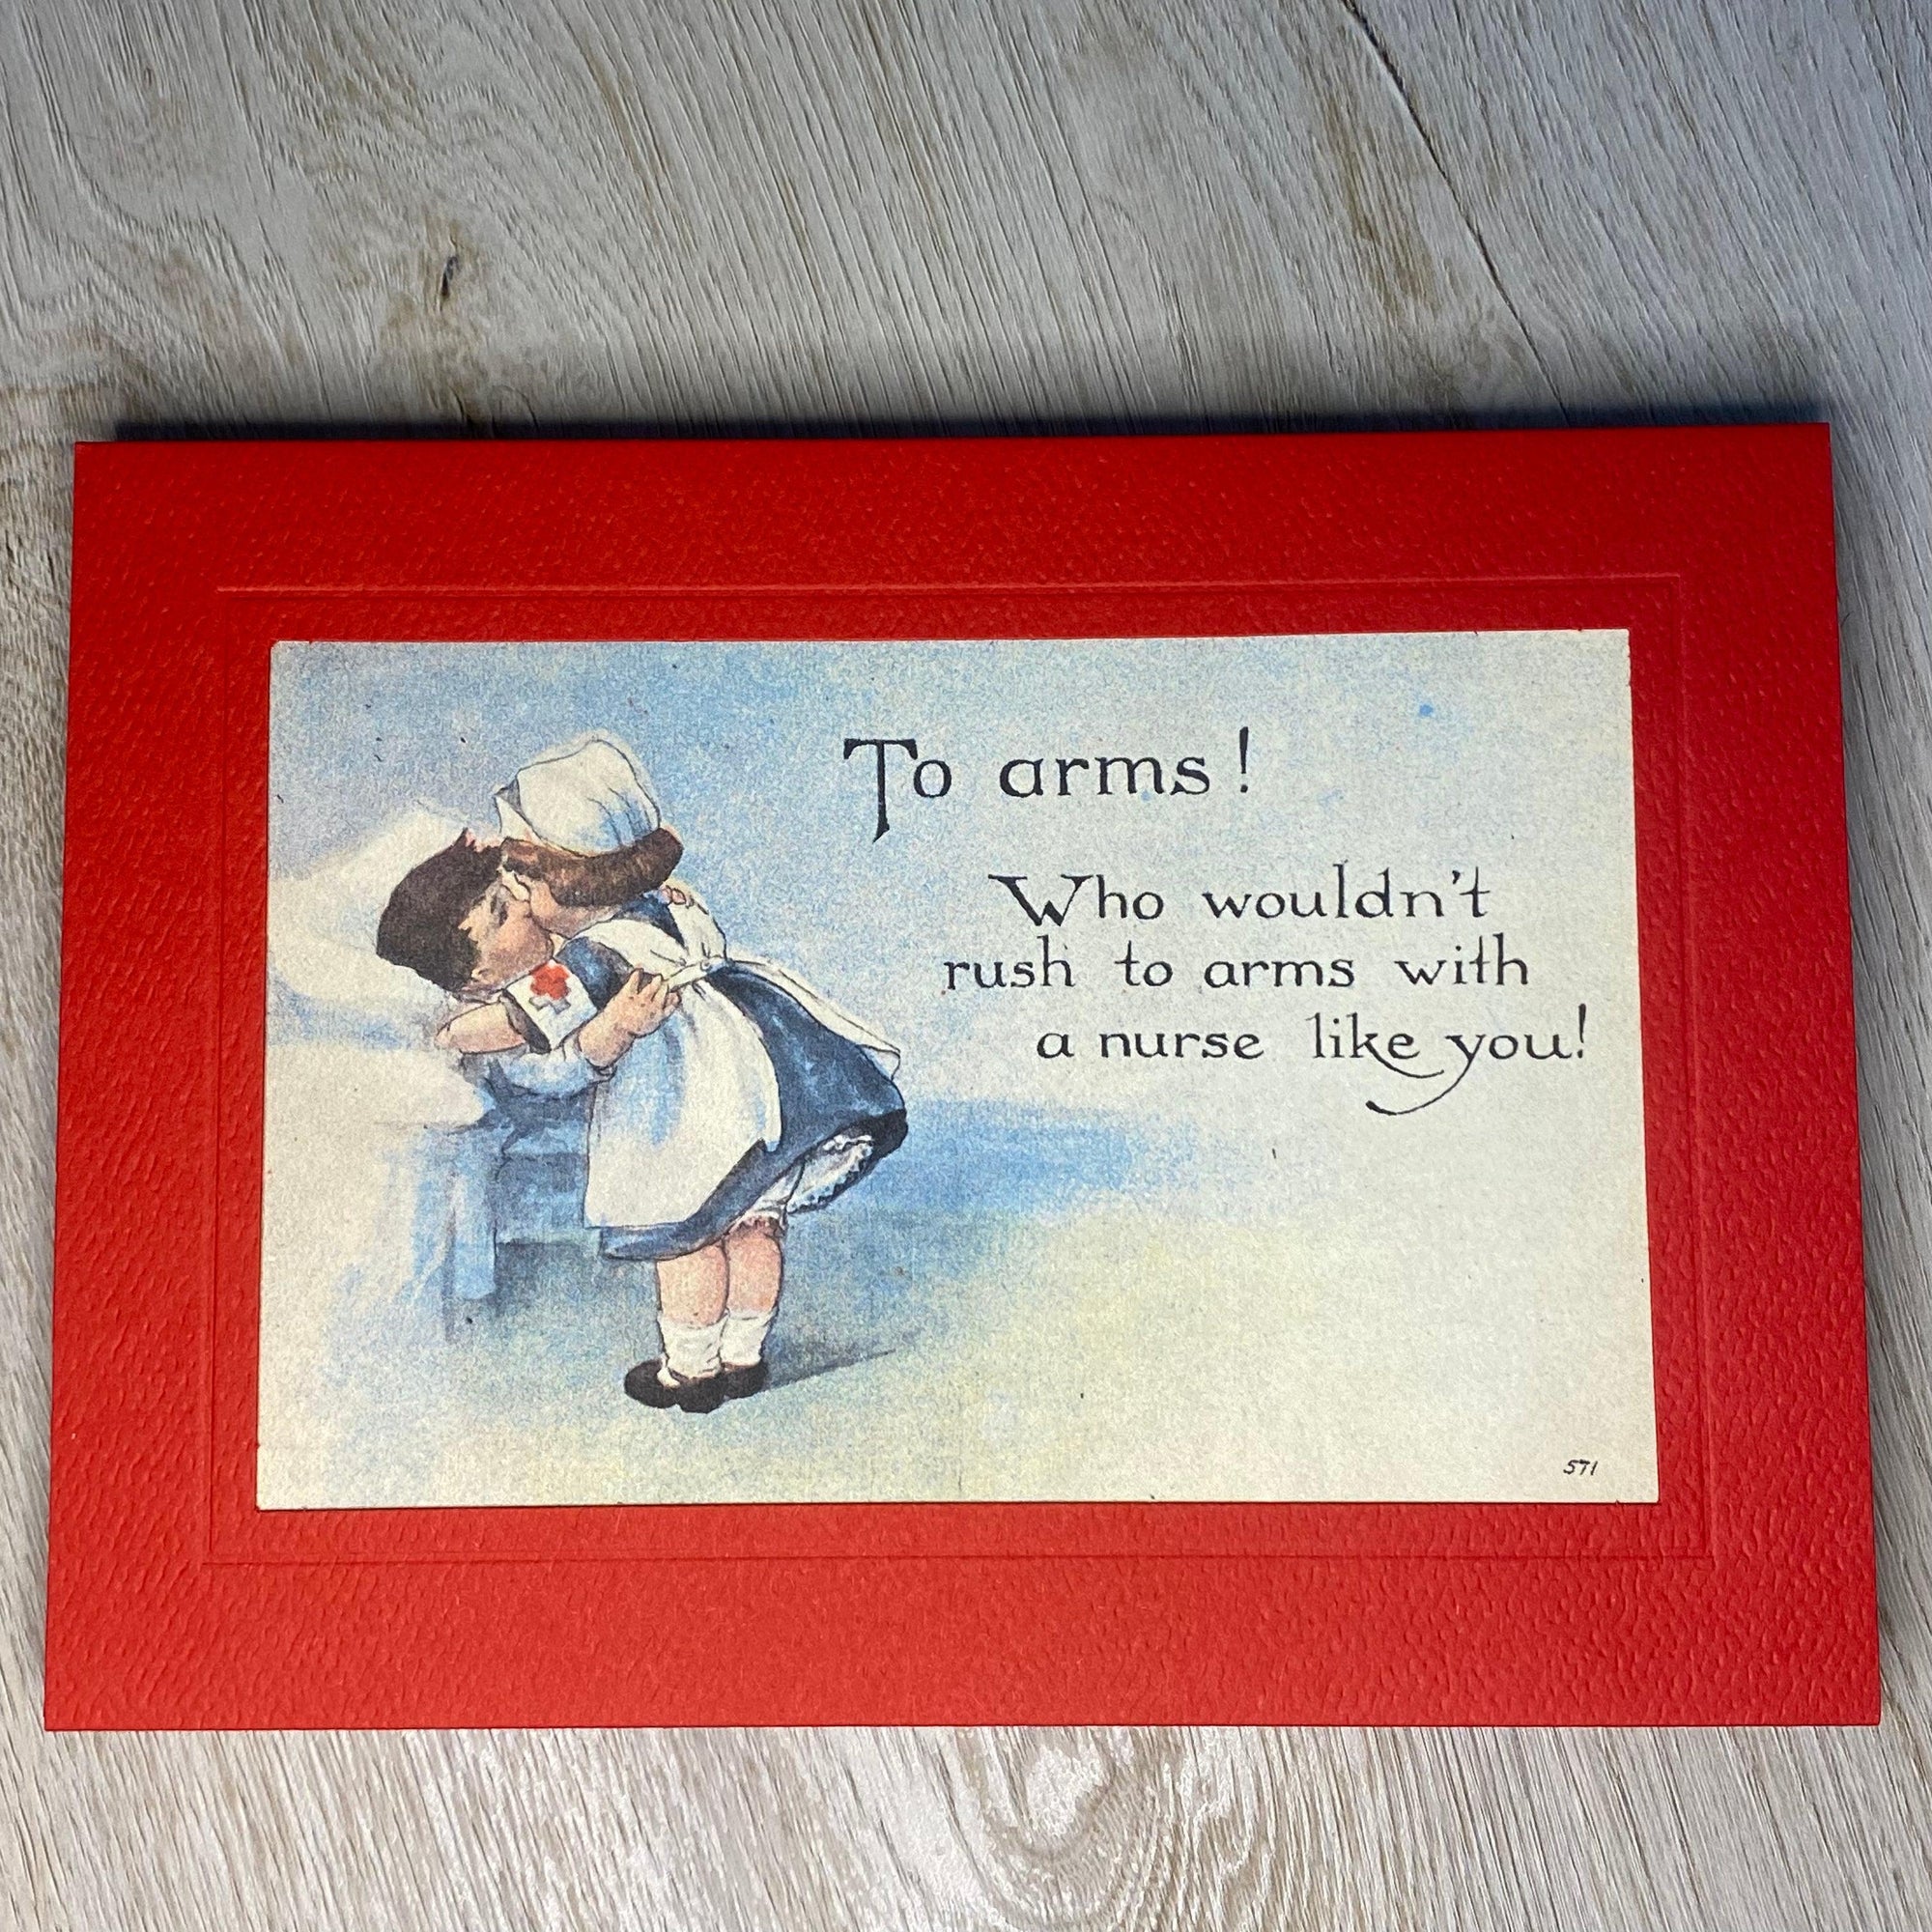 To arms!
Who wouldn't
rush to arms with
a nurse like you!
571